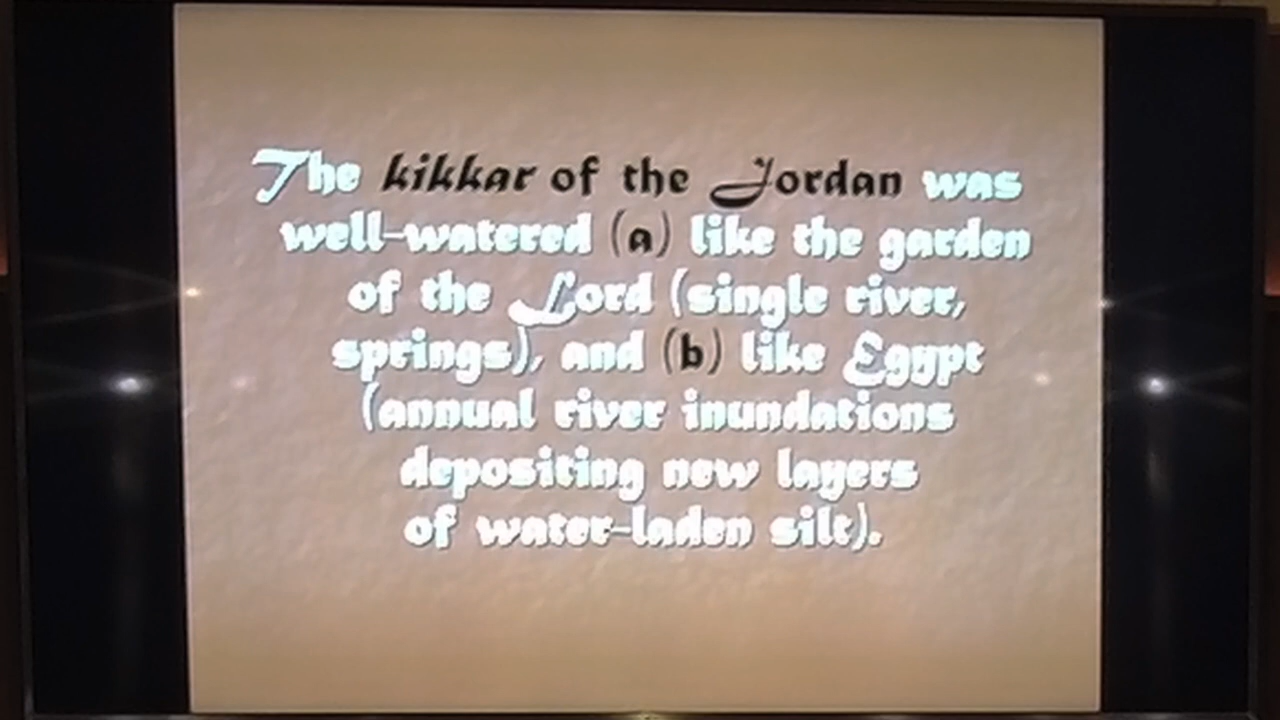 The kikkar of the Jordan was
well-watered (a) like the garden
of the Lord (single river,
springs), and (b) like Egypt
(annual river inundations
depositing new layers
of water-laden silt).